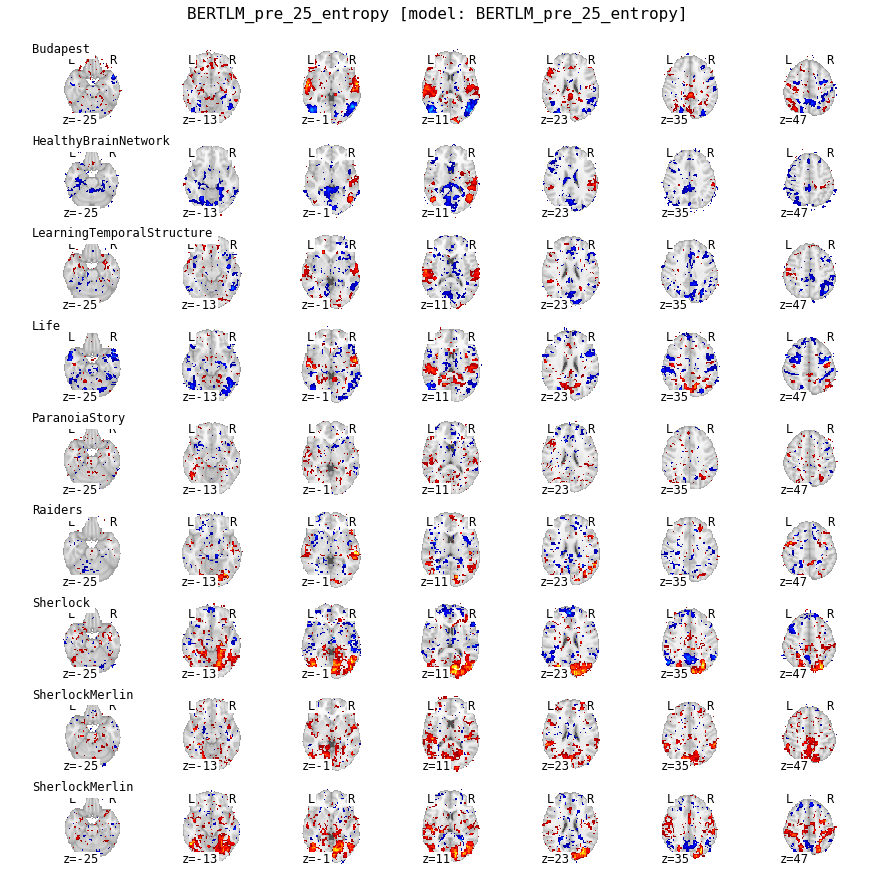 BERTLM_pre_25_entropy [model: BERTLM_pre_25_entropy]
Budapest
L R L R L R L R L R L R L R
z=-25 z=-13 z=-1 z=11 z=23 z=35 z=47
HealthyBrainNetwork
L R L R L R L R L R L R L R
z=-25 z=-13 z=-1 z=11 z=23 z=35 z=47
LearningTemporalStructure
L R L R L R L R L R L R L R
z=-25 z=-13 z=-1 z=11 z=23 z=35 z=47
Life
L R L R L R L R L R L R L R
z=-25 z=-13 z=-1 z=11 z=23 z=35 z=47
ParanoiaStory
L R L R L R L R L R L R L R
z=-25 z=-13 z=-1 z=11 z=23 z=35 z=47
Raiders
L R L R L R L R L R L R L R
z=-25 z=-13 z=-1 z=11 z=23 z=35 z=47
Sherlock
L R L R L R L R L R L R L R
z=-25 z=-13 z=-1 z=11 z=23 z=35 z=47
SherlockMerlin
L R L R L R L R L R L R L R
z=-25 z=-13 z=-1 z=11 z=23 z=35 z=47
SherlockMerlin
L R L R L R L R L R L R L R
z=-25 z=-13 z=-1 z=11 z=23 z=35 z=47